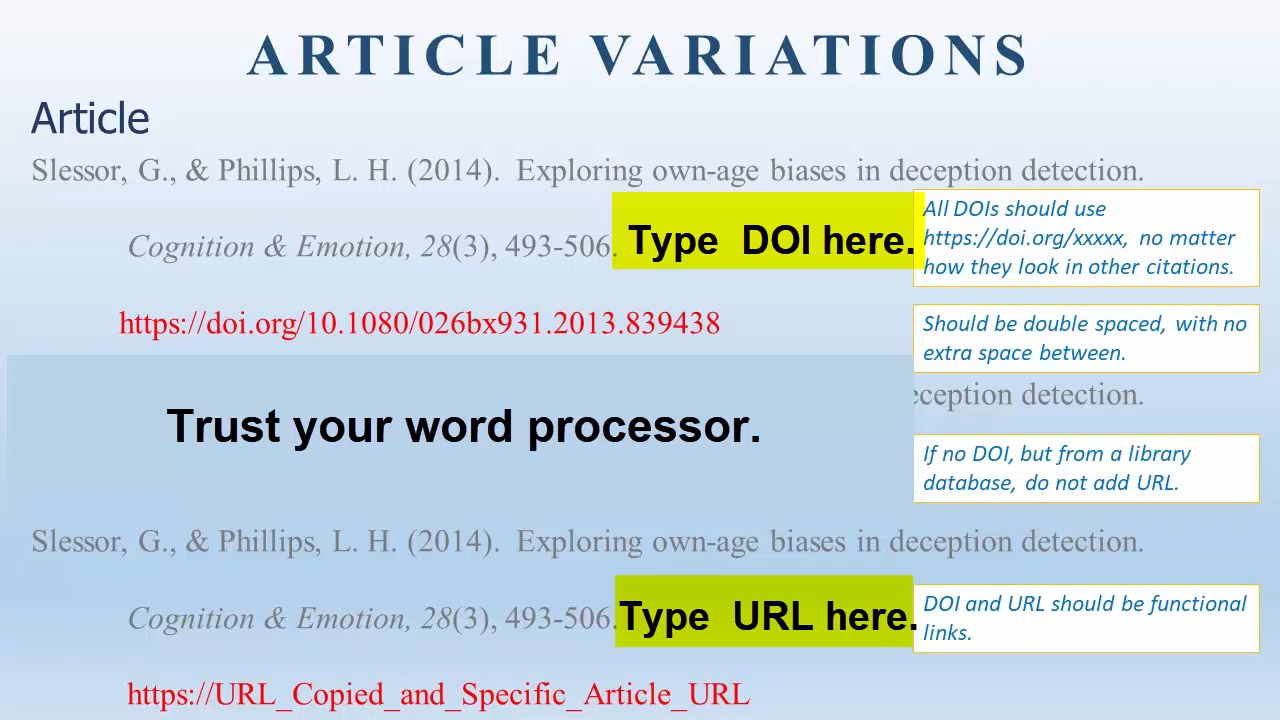 ARTICLE VARIATIONS
Article
Slessor, G., & Phillips, L. H. (2014).  Exploring own-age biases in deception detection.
Cognition & Emotion, 28(3), 493-506.
Type  DOI here.
All DOIs should use
https://doi.org/xxxxx,  no matter
how they look in other citations.
https://doi.org/10.1080/026bx931.2013.839438
Should be double spaced, with no
extra space between.
Trust your word processor.
detection.
If no DOI, but from a library
database, do not add URL.
Slessor, G., & Phillips, L. H. (2014).  Exploring own-age biases in deception detection.
Cognition & Emotion, 28(3), 493-506.
Type  URL here.
DOI and URL should be functional
links.
https://URL_Copied_and_Specific_Article_URL